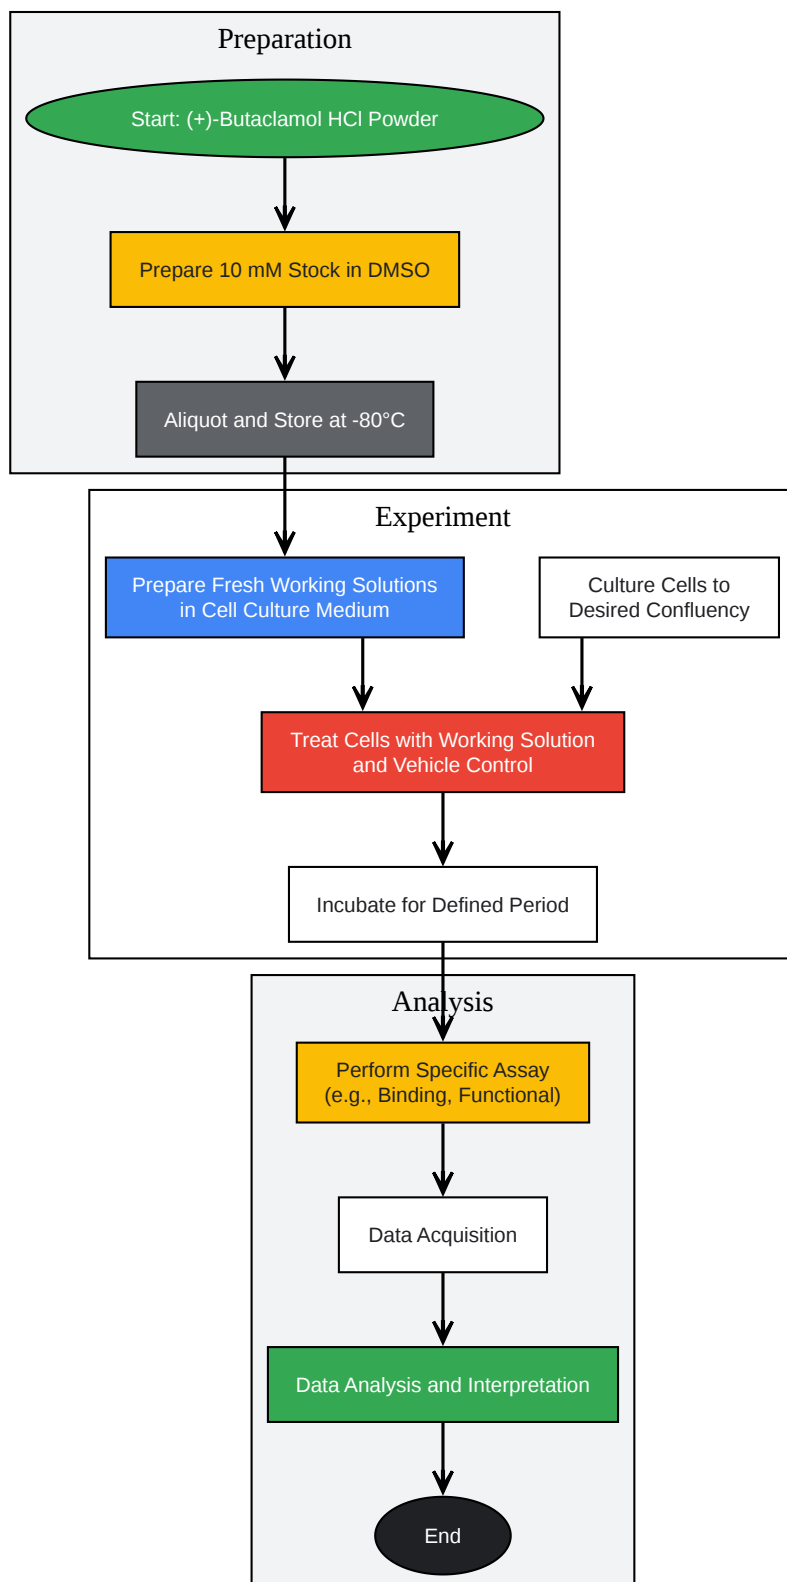 Preparation
Start: (+)-Butaclamol HCl Powder
Prepare 10 mM Stock in DMSO
Aliquot and Store at -80°C
Experiment
Prepare Fresh Working Solutions
in Cell Culture Medium
Culture Cells to
Desired Confluency
Treat Cells with Working Solution
and Vehicle Control
Incubate for Defined Period
Analysis
Perform Specific Assay
(e.g., Binding, Functional)
Data Acquisition
Data Analysis and Interpretation
End